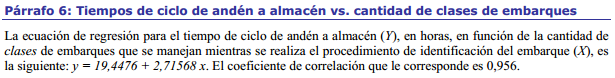 Párrafo 6: Tiempos de ciclo de andén a almacén vs. cantidad de clases de embarques
La ecuación de regresión para el tiempo de ciclo de andén a almacén (Y), en horas, en función de la cantidad de
clases de embarques que se manejan mientras se realiza el procedimiento de identificación del embarque (X), es
la siguiente: y = 19,4476 + 2,71568 x. El coeficiente de correlación que le corresponde es 0,956.